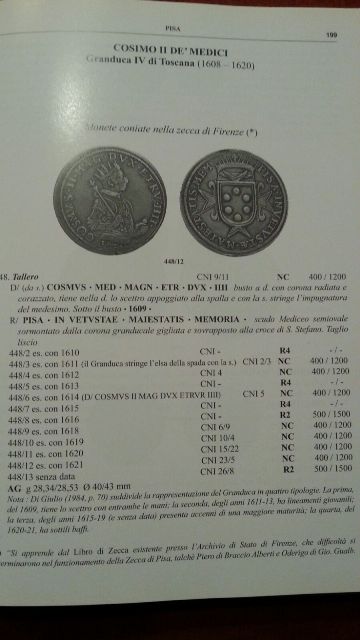 PISA
199
COSIMO II DE' MEDICI
Granduca IV di Toscana (1608 – 1620)
Monete coniate nella zecca di Firenze (*)
448/12
48. Tallero CNI 9/11 NC 400 / 1200
D/ (da s.) COSMVS · MED · MAGN · ETR · DVX · IIII busto a d. con corona radiata e
corazzato, tiene nella d. lo scettro appoggiato alla spalla e con la s. stringe l'impugnatura
del medesimo. Sotto il busto · 1609 ·
R/ PISA · IN VETVSTAE · MAIESTATIS · MEMORIA · scudo Mediceo semiovale
sormontato dalla corona granducale gigliata e sovrapposto alla croce di S. Stefano. Taglio
liscio
448/2 es. con 1610 CNI - R4 - / -
448/3 es. con 1611 (il Granduca stringe l'elsa della spada con la s.) CNI 2/3 NC 400 / 1200
448/4 es. con 1612 CNI 4 NC 400 / 1200
448/5 es. con 1613 CNI - R4 - / -
448/6 es. con 1614 (D/ COSMVS II MAG DVX ETRVR IIII) CNI 5 NC 400 / 1200
448/7 es. con 1615 CNI - R4 - / -
448/8 es. con 1616 CNI - R2 500 / 1500
448/9 es. con 1618 CNI 6/9 NC 400 / 1200
448/10 es. con 1619 CNI 10/4 NC 400 / 1200
448/11 es. con 1620 CNI 15/22 NC 400 / 1200
448/12 es. con 1621 CNI 23/5 NC 400 / 1200
448/13 senza data CNI 26/8 R2 500 / 1500
AG g 28,34/28,53 Ø 40/43 mm
Nota : Di Giulio (1984, p. 70) suddivide la rappresentazione del Granduca in quattro tipologie. La prima,
del 1609, tiene lo scettro con entrambe le mani; la seconda, degli anni 1611-13, ha lineamenti giovani;
la terza, degli anni 1615-19 (e senza data) presenta accenni di una maggiore maturità; la quarta, del
1620-21, ha sottili baffi.
"Si apprende dal Libro di Zecca esistente presso l'Archivio di Stato di Firenze, che difficoltà si
erminarono nel funzionamento della Zecca di Pisa, talchè Piero di Braccio Alberti e Oderigo di Gio. Gualb.